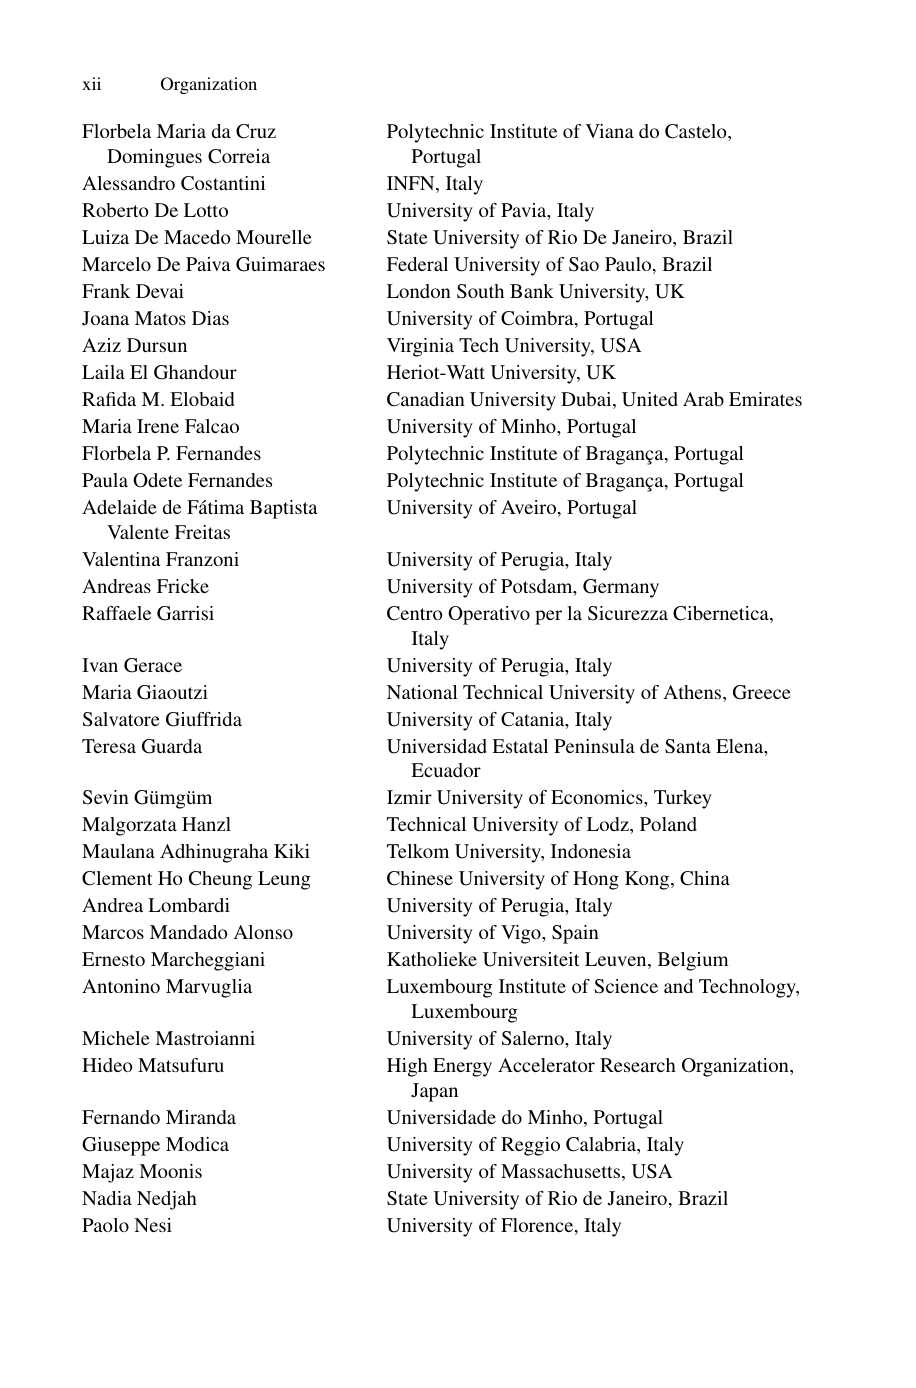 xii Organization
Florbela Maria da Cruz Polytechnic Institute of Viana do Castelo,
Domingues Correia Portugal
Alessandro Costantini INFN, Italy
Roberto De Lotto University of Pavia, Italy
Luiza De Macedo Mourelle State University of Rio De Janeiro, Brazil
Marcelo De Paiva Guimaraes Federal University of Sao Paulo, Brazil
Frank Devai London South Bank University, UK
Joana Matos Dias University of Coimbra, Portugal
Aziz Dursun Virginia Tech University, USA
Laila El Ghandour Heriot-Watt University, UK
Rafida M. Elobaid Canadian University Dubai, United Arab Emirates
Maria Irene Falcao University of Minho, Portugal
Florbela P. Fernandes Polytechnic Institute of Bragança, Portugal
Paula Odete Fernandes Polytechnic Institute of Bragança, Portugal
Adelaide de Fátima Baptista University of Aveiro, Portugal
Valente Freitas
Valentina Franzoni University of Perugia, Italy
Andreas Fricke University of Potsdam, Germany
Raffaele Garrisi Centro Operativo per la Sicurezza Cibernetica,
Italy
Ivan Gerace University of Perugia, Italy
Maria Giaoutzi National Technical University of Athens, Greece
Salvatore Giuffrida University of Catania, Italy
Teresa Guarda Universidad Estatal Peninsula de Santa Elena,
Ecuador
Sevin Gümgüm Izmir University of Economics, Turkey
Malgorzata Hanzl Technical University of Lodz, Poland
Maulana Adhinugraha Kiki Telkom University, Indonesia
Clement Ho Cheung Leung Chinese University of Hong Kong, China
Andrea Lombardi University of Perugia, Italy
Marcos Mandado Alonso University of Vigo, Spain
Ernesto Marcheggiani Katholieke Universiteit Leuven, Belgium
Antonino Marvuglia Luxembourg Institute of Science and Technology,
Luxembourg
Michele Mastroianni University of Salerno, Italy
Hideo Matsufuru High Energy Accelerator Research Organization,
Japan
Fernando Miranda Universidade do Minho, Portugal
Giuseppe Modica University of Reggio Calabria, Italy
Majaz Moonis University of Massachusetts, USA
Nadia Nedjah State University of Rio de Janeiro, Brazil
Paolo Nesi University of Florence, Italy